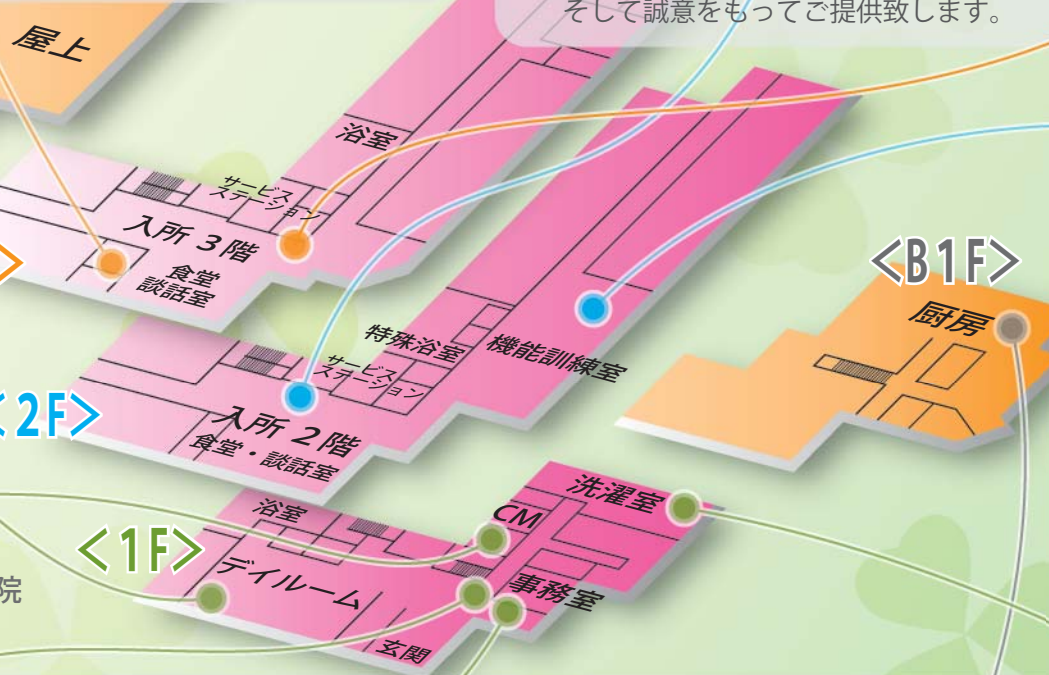 そして誠意をもってご提供致します。
屋上
浴室
サービス
ステーション
入所 3 階
食堂
談話室
>
<B1F>
厨房
特殊浴室
機能訓練室
サービス
ステーション
<2F>
入所 2 階
食堂・談話室
洗濯室
浴室
CM
<1F>
デイルーム
事務室
院
玄関